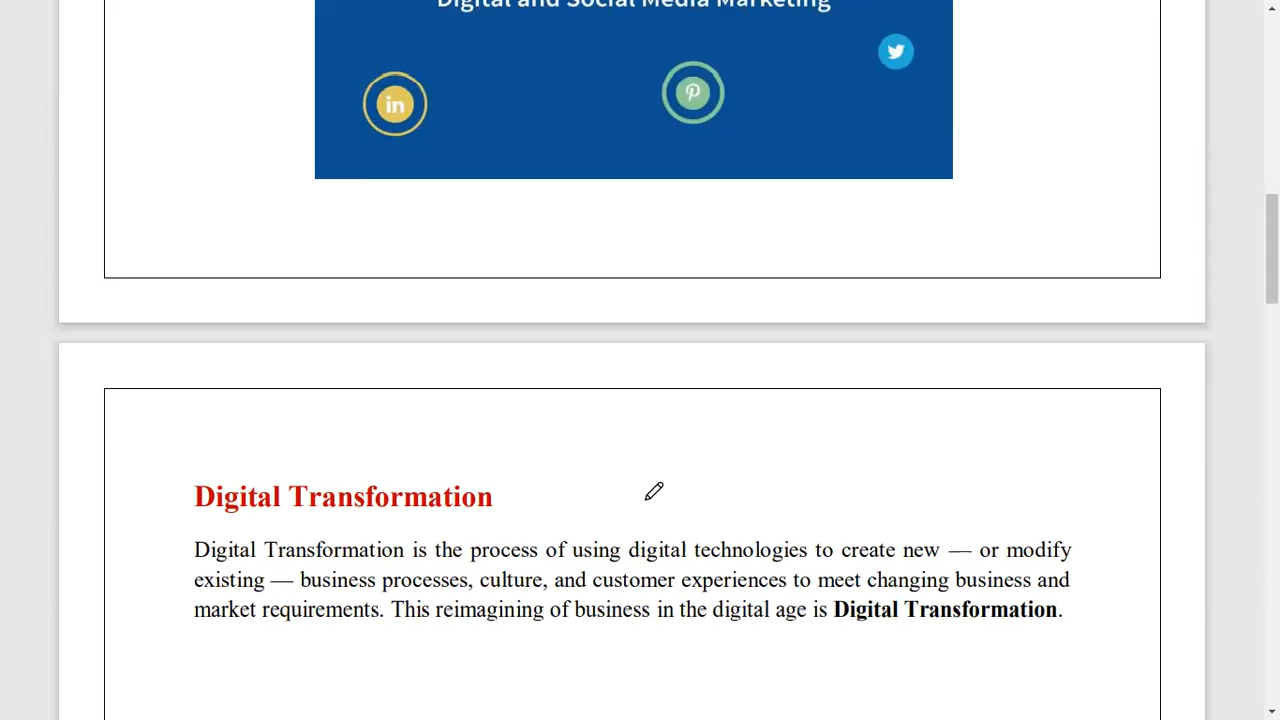 Digital and Social Media Marketing
in
Digital Transformation
Digital Transformation is the process of using digital technologies to create new — or modify
existing — business processes, culture, and customer experiences to meet changing business and
market requirements. This reimagining of business in the digital age is Digital Transformation.